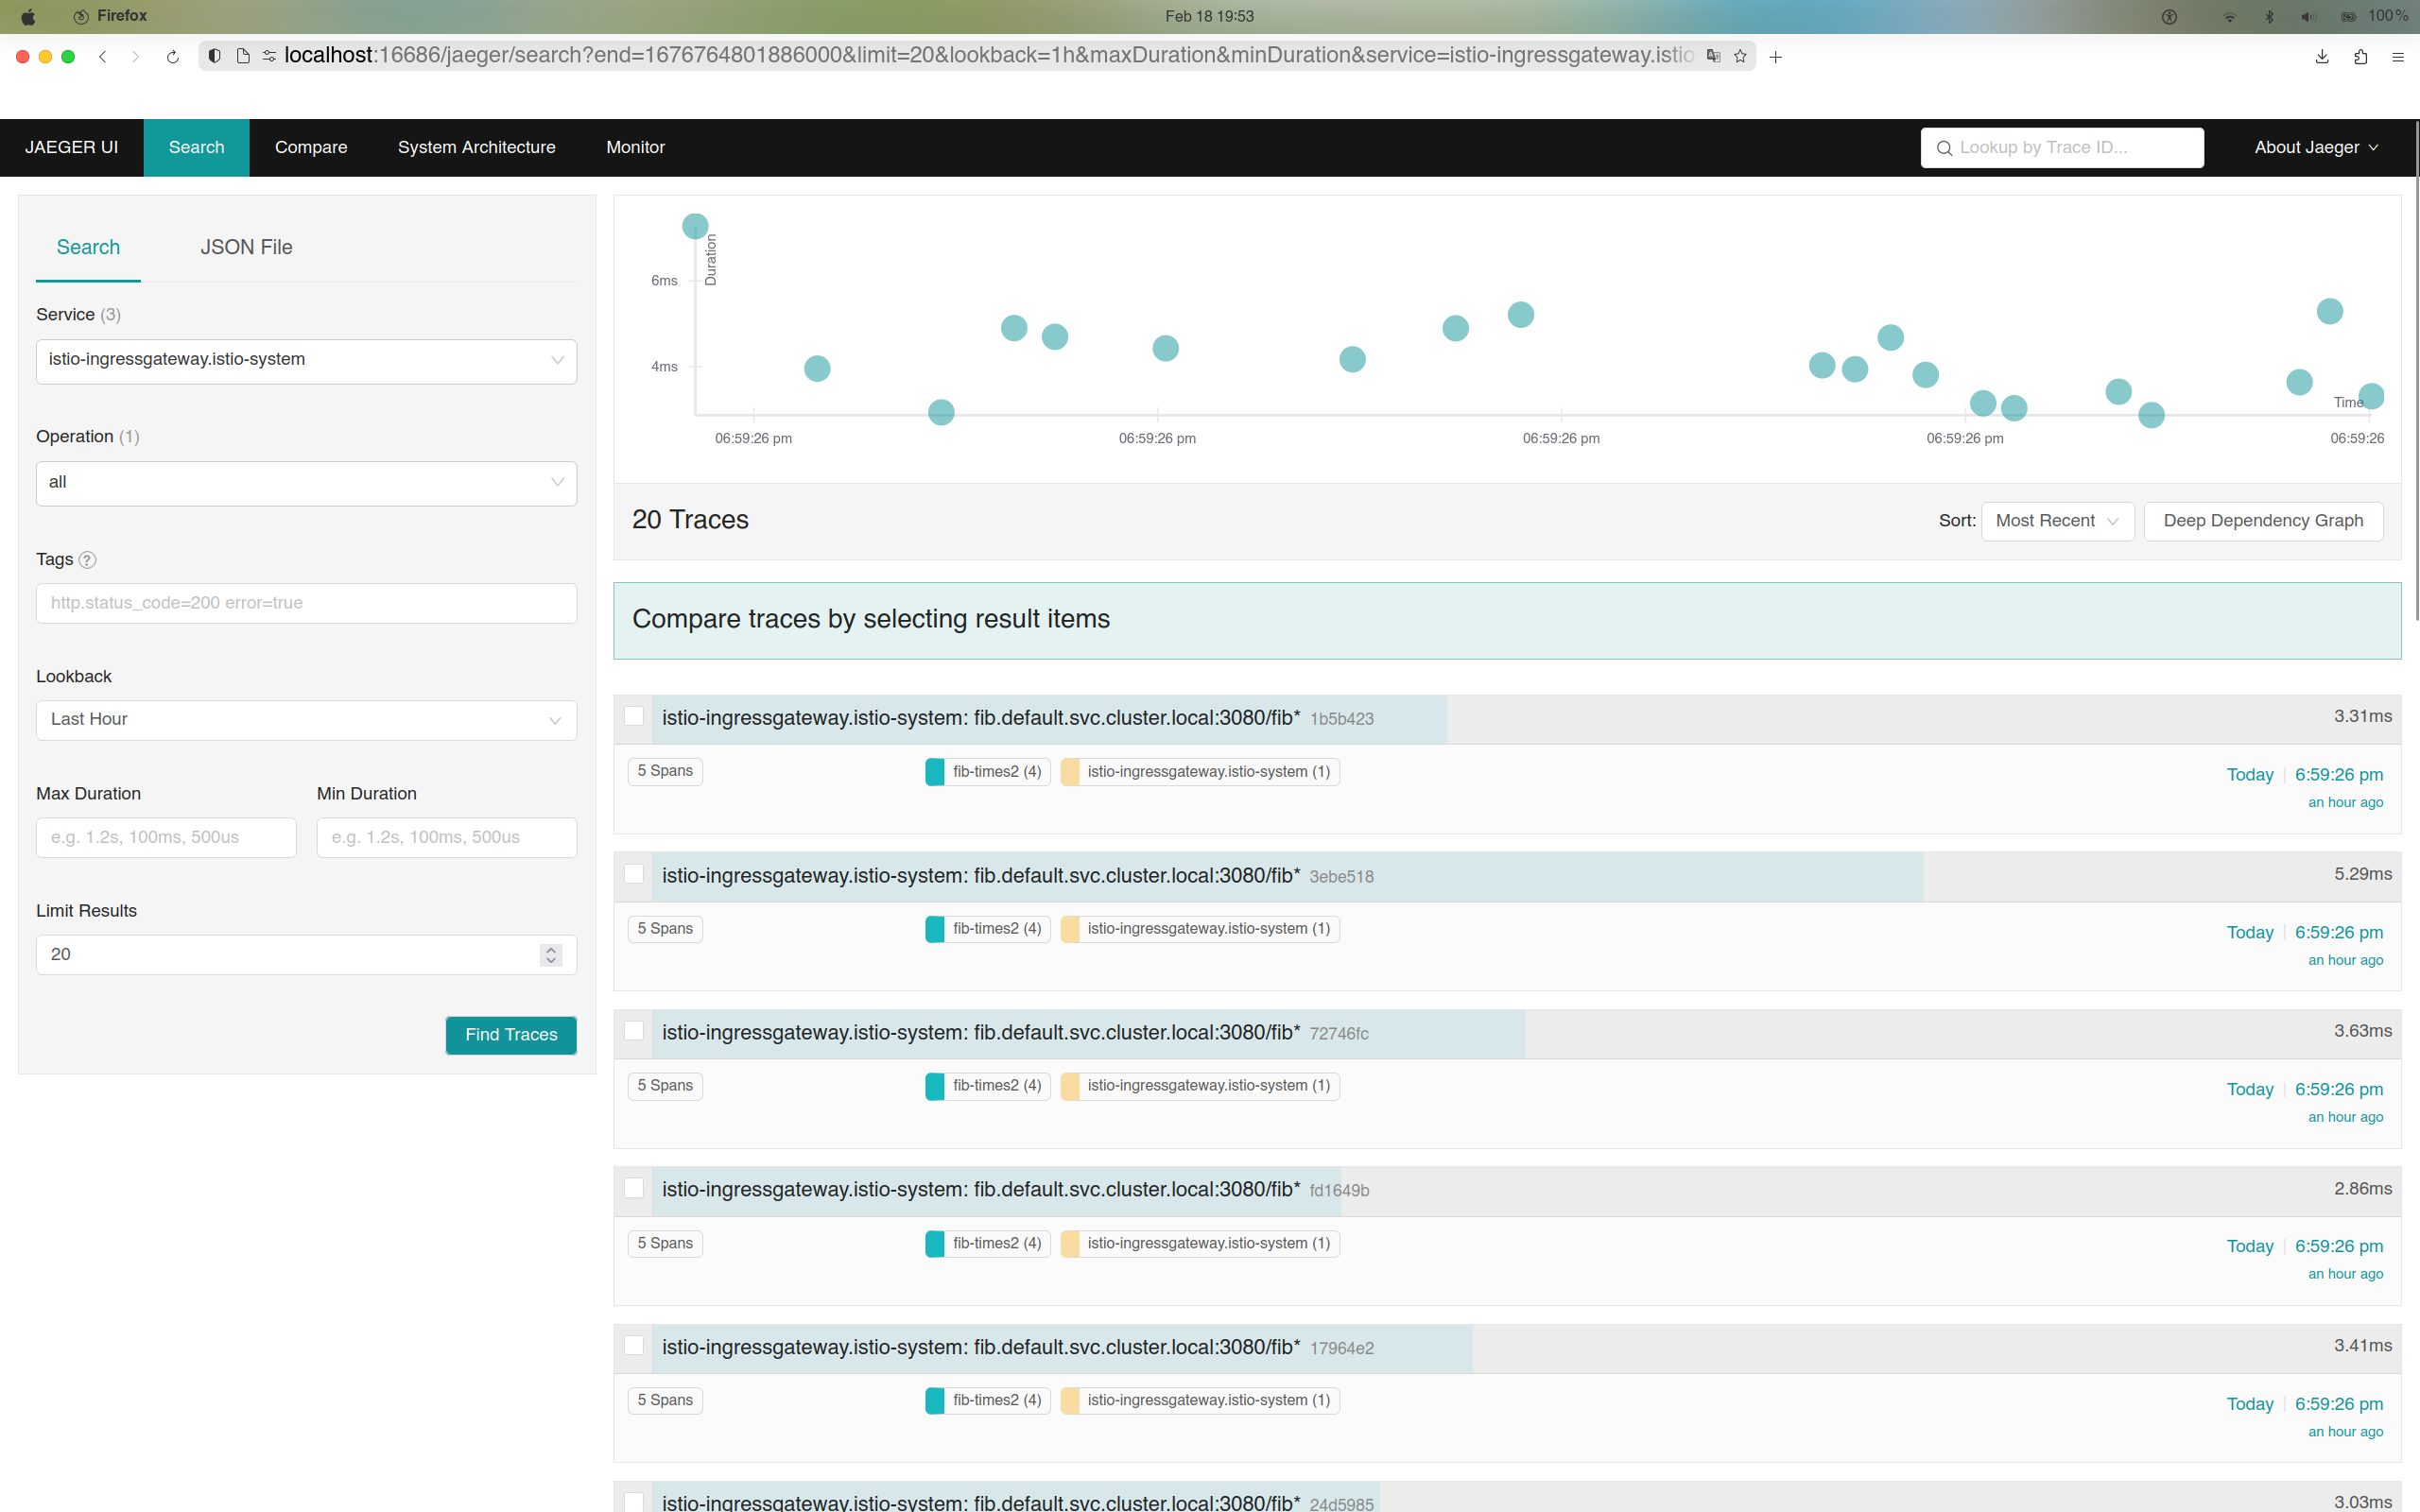 Firefox
Feb 18 19:53
100%
localhost:16686/jaeger/search?end=1676764801886000&limit=20&lookback=1h&maxDuration&minDuration&service=istio-ingressgateway.istio
JAEGER UI Search Compare System Architecture Monitor
Lookup by Trace ID...
About Jaeger
Search JSON File
Service (3)
istio-ingressgateway.istio-system
Operation (1)
all
Tags ?
http.status_code=200 error=true
Lookback
Last Hour
Max Duration Min Duration
e.g. 1.2s, 100ms, 500us e.g. 1.2s, 100ms, 500us
Limit Results
20
Find Traces
Duration
6ms
4ms
Time
06:59:26 pm 06:59:26 pm 06:59:26 pm 06:59:26 pm 06:59:26
20 Traces
Sort: Most Recent Deep Dependency Graph
Compare traces by selecting result items
istio-ingressgateway.istio-system: fib.default.svc.cluster.local:3080/fib* 1b5b423 3.31ms
5 Spans fib-times2 (4) istio-ingressgateway.istio-system (1) Today 6:59:26 pm
an hour ago
istio-ingressgateway.istio-system: fib.default.svc.cluster.local:3080/fib* 3ebe518 5.29ms
5 Spans fib-times2 (4) istio-ingressgateway.istio-system (1) Today 6:59:26 pm
an hour ago
istio-ingressgateway.istio-system: fib.default.svc.cluster.local:3080/fib* 72746fc 3.63ms
5 Spans fib-times2 (4) istio-ingressgateway.istio-system (1) Today 6:59:26 pm
an hour ago
istio-ingressgateway.istio-system: fib.default.svc.cluster.local:3080/fib* fd1649b 2.86ms
5 Spans fib-times2 (4) istio-ingressgateway.istio-system (1) Today 6:59:26 pm
an hour ago
istio-ingressgateway.istio-system: fib.default.svc.cluster.local:3080/fib* 17964e2 3.41ms
5 Spans fib-times2 (4) istio-ingressgateway.istio-system (1) Today 6:59:26 pm
an hour ago
istio-ingressgateway.istio-system: fib.default.svc.cluster.local:3080/fib* 24d5985 3.03ms